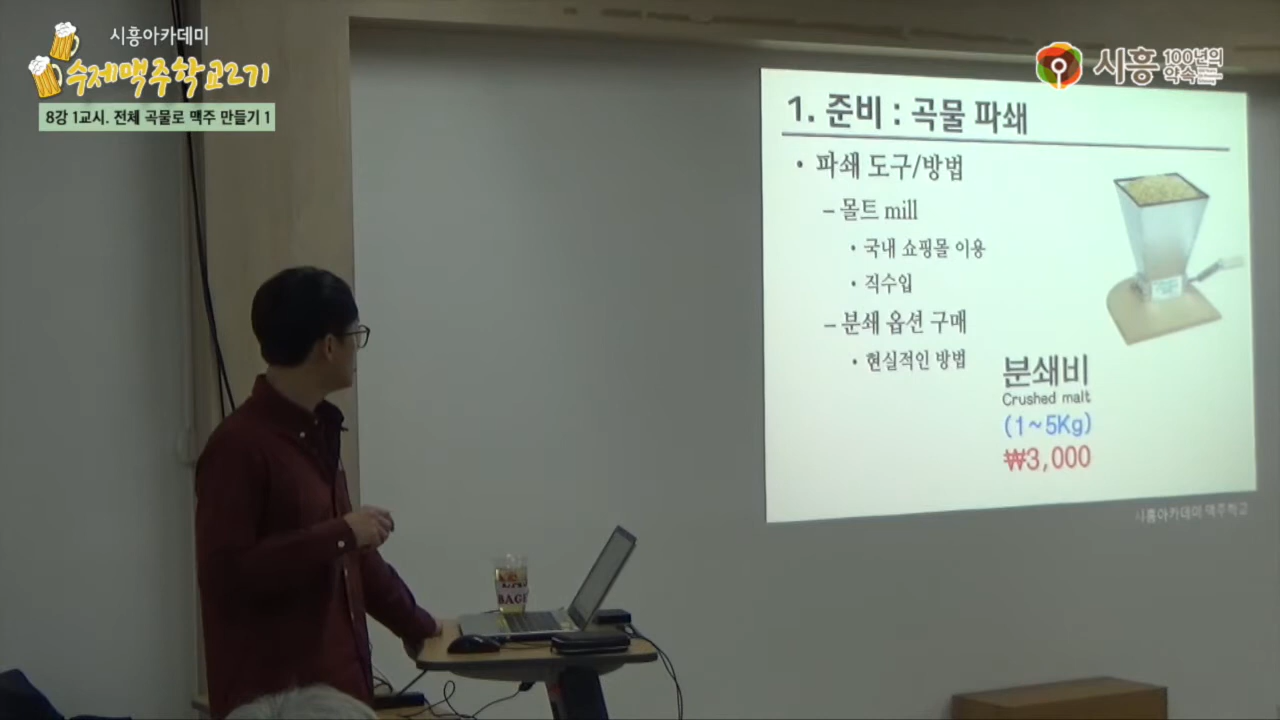 시흥아카데미
수제맥주학교2기
8강 1교시. 전체 곡물로 맥주 만들기 1
시흥 100년의 약속
1. 준비 : 곡물 파쇄
• 파쇄 도구/방법
– 몰트 mill
• 국내 쇼핑몰 이용
• 직수입
– 분쇄 옵션 구매
• 현실적인 방법
분쇄비
Crushed malt
(1~5Kg)
₩3,000
시흥아카데미 맥주학교
BAGE